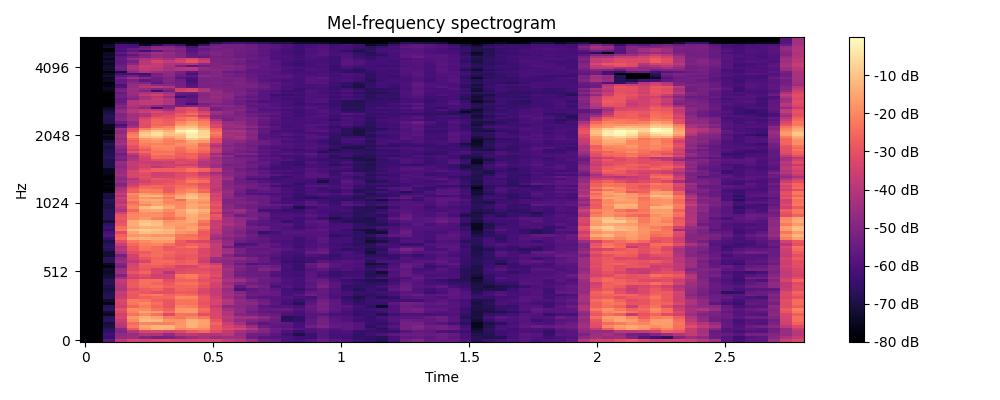 Mel-frequency spectrogram
4096
2048
1024
512
0
Hz
0
0.5
1
1.5
2
2.5
Time
-10 dB
-20 dB
-30 dB
-40 dB
-50 dB
-60 dB
-70 dB
-80 dB